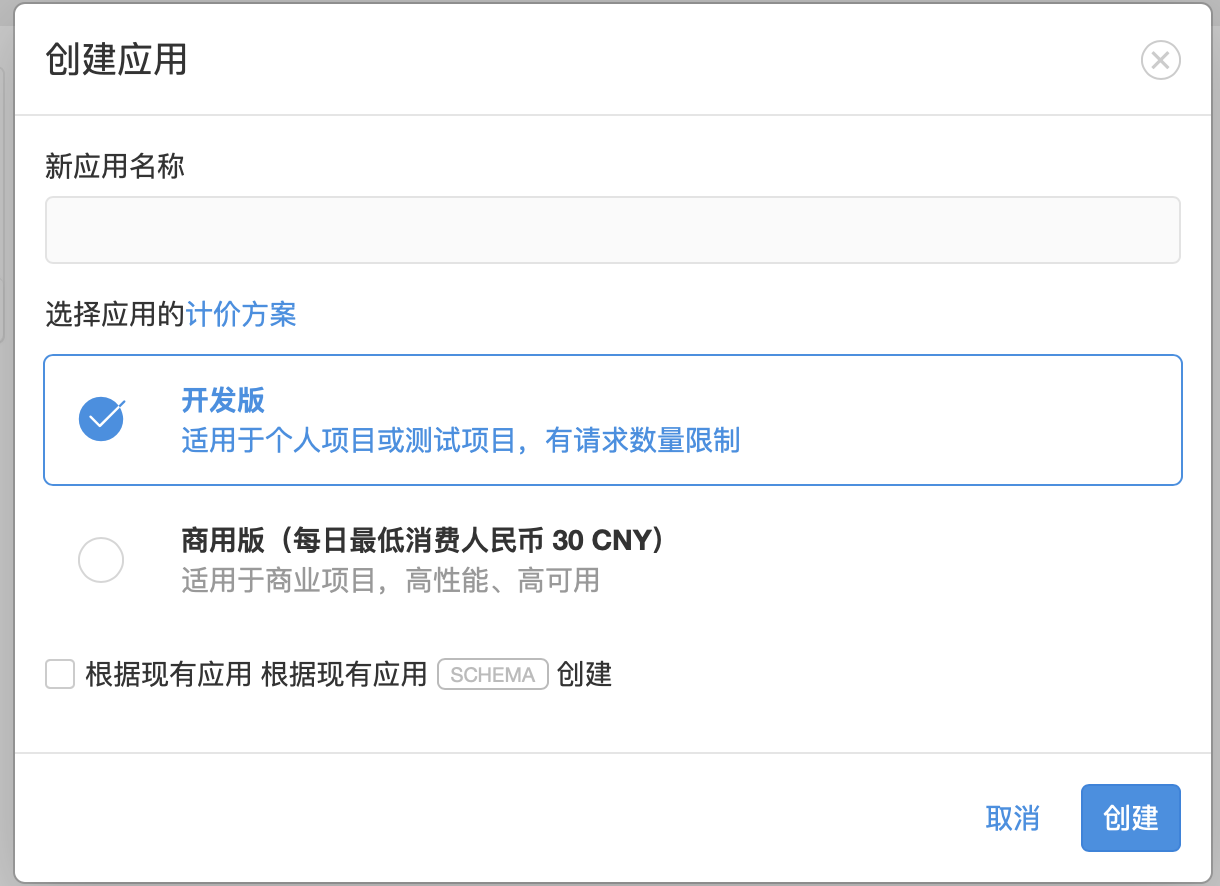 创建应用
新应用名称
选择应用的计价方案
开发版
适用于个人项目或测试项目，有请求数量限制
商用版（每日最低消费人民币 30 CNY）
适用于商业项目，高性能、高可用
根据现有应用 根据现有应用 SCHEMA 创建
取消 创建